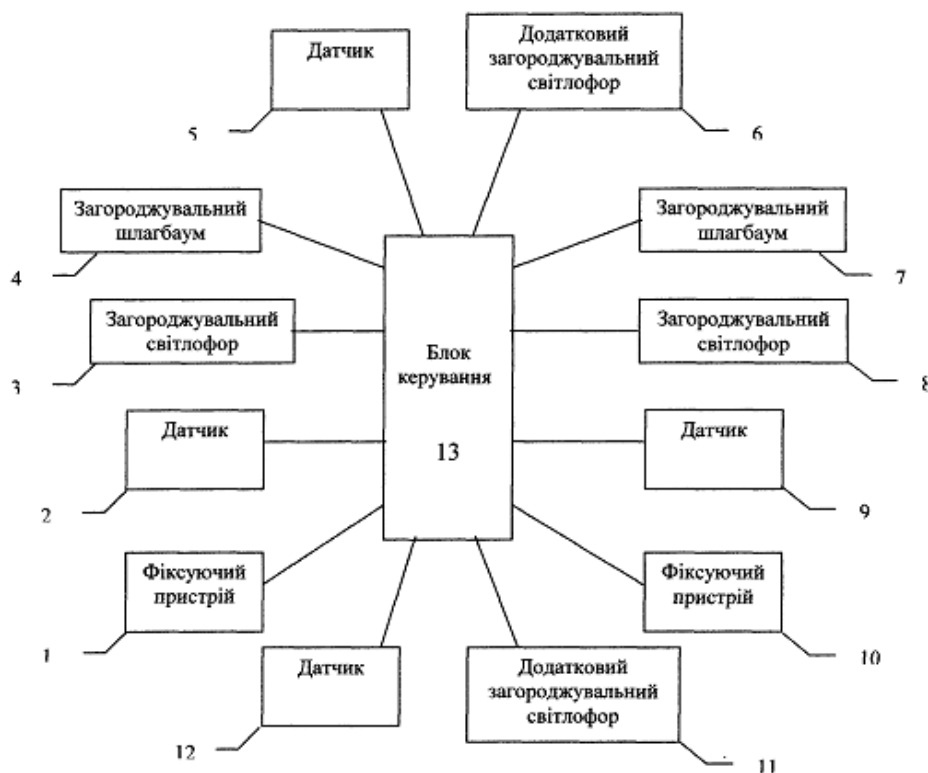 Датчик
5
Додатковий
загороджувальний
світлофор
6
Загороджувальний
шлагбаум
4
Загороджувальний
шлагбаум
7
Загороджувальний
світлофор
3
Загороджувальний
світлофор
8
Блок
керування
13
Датчик
2
Датчик
9
Фіксуючий
пристрій
1
Фіксуючий
пристрій
10
Датчик
12
Додатковий
загороджувальний
світлофор
11